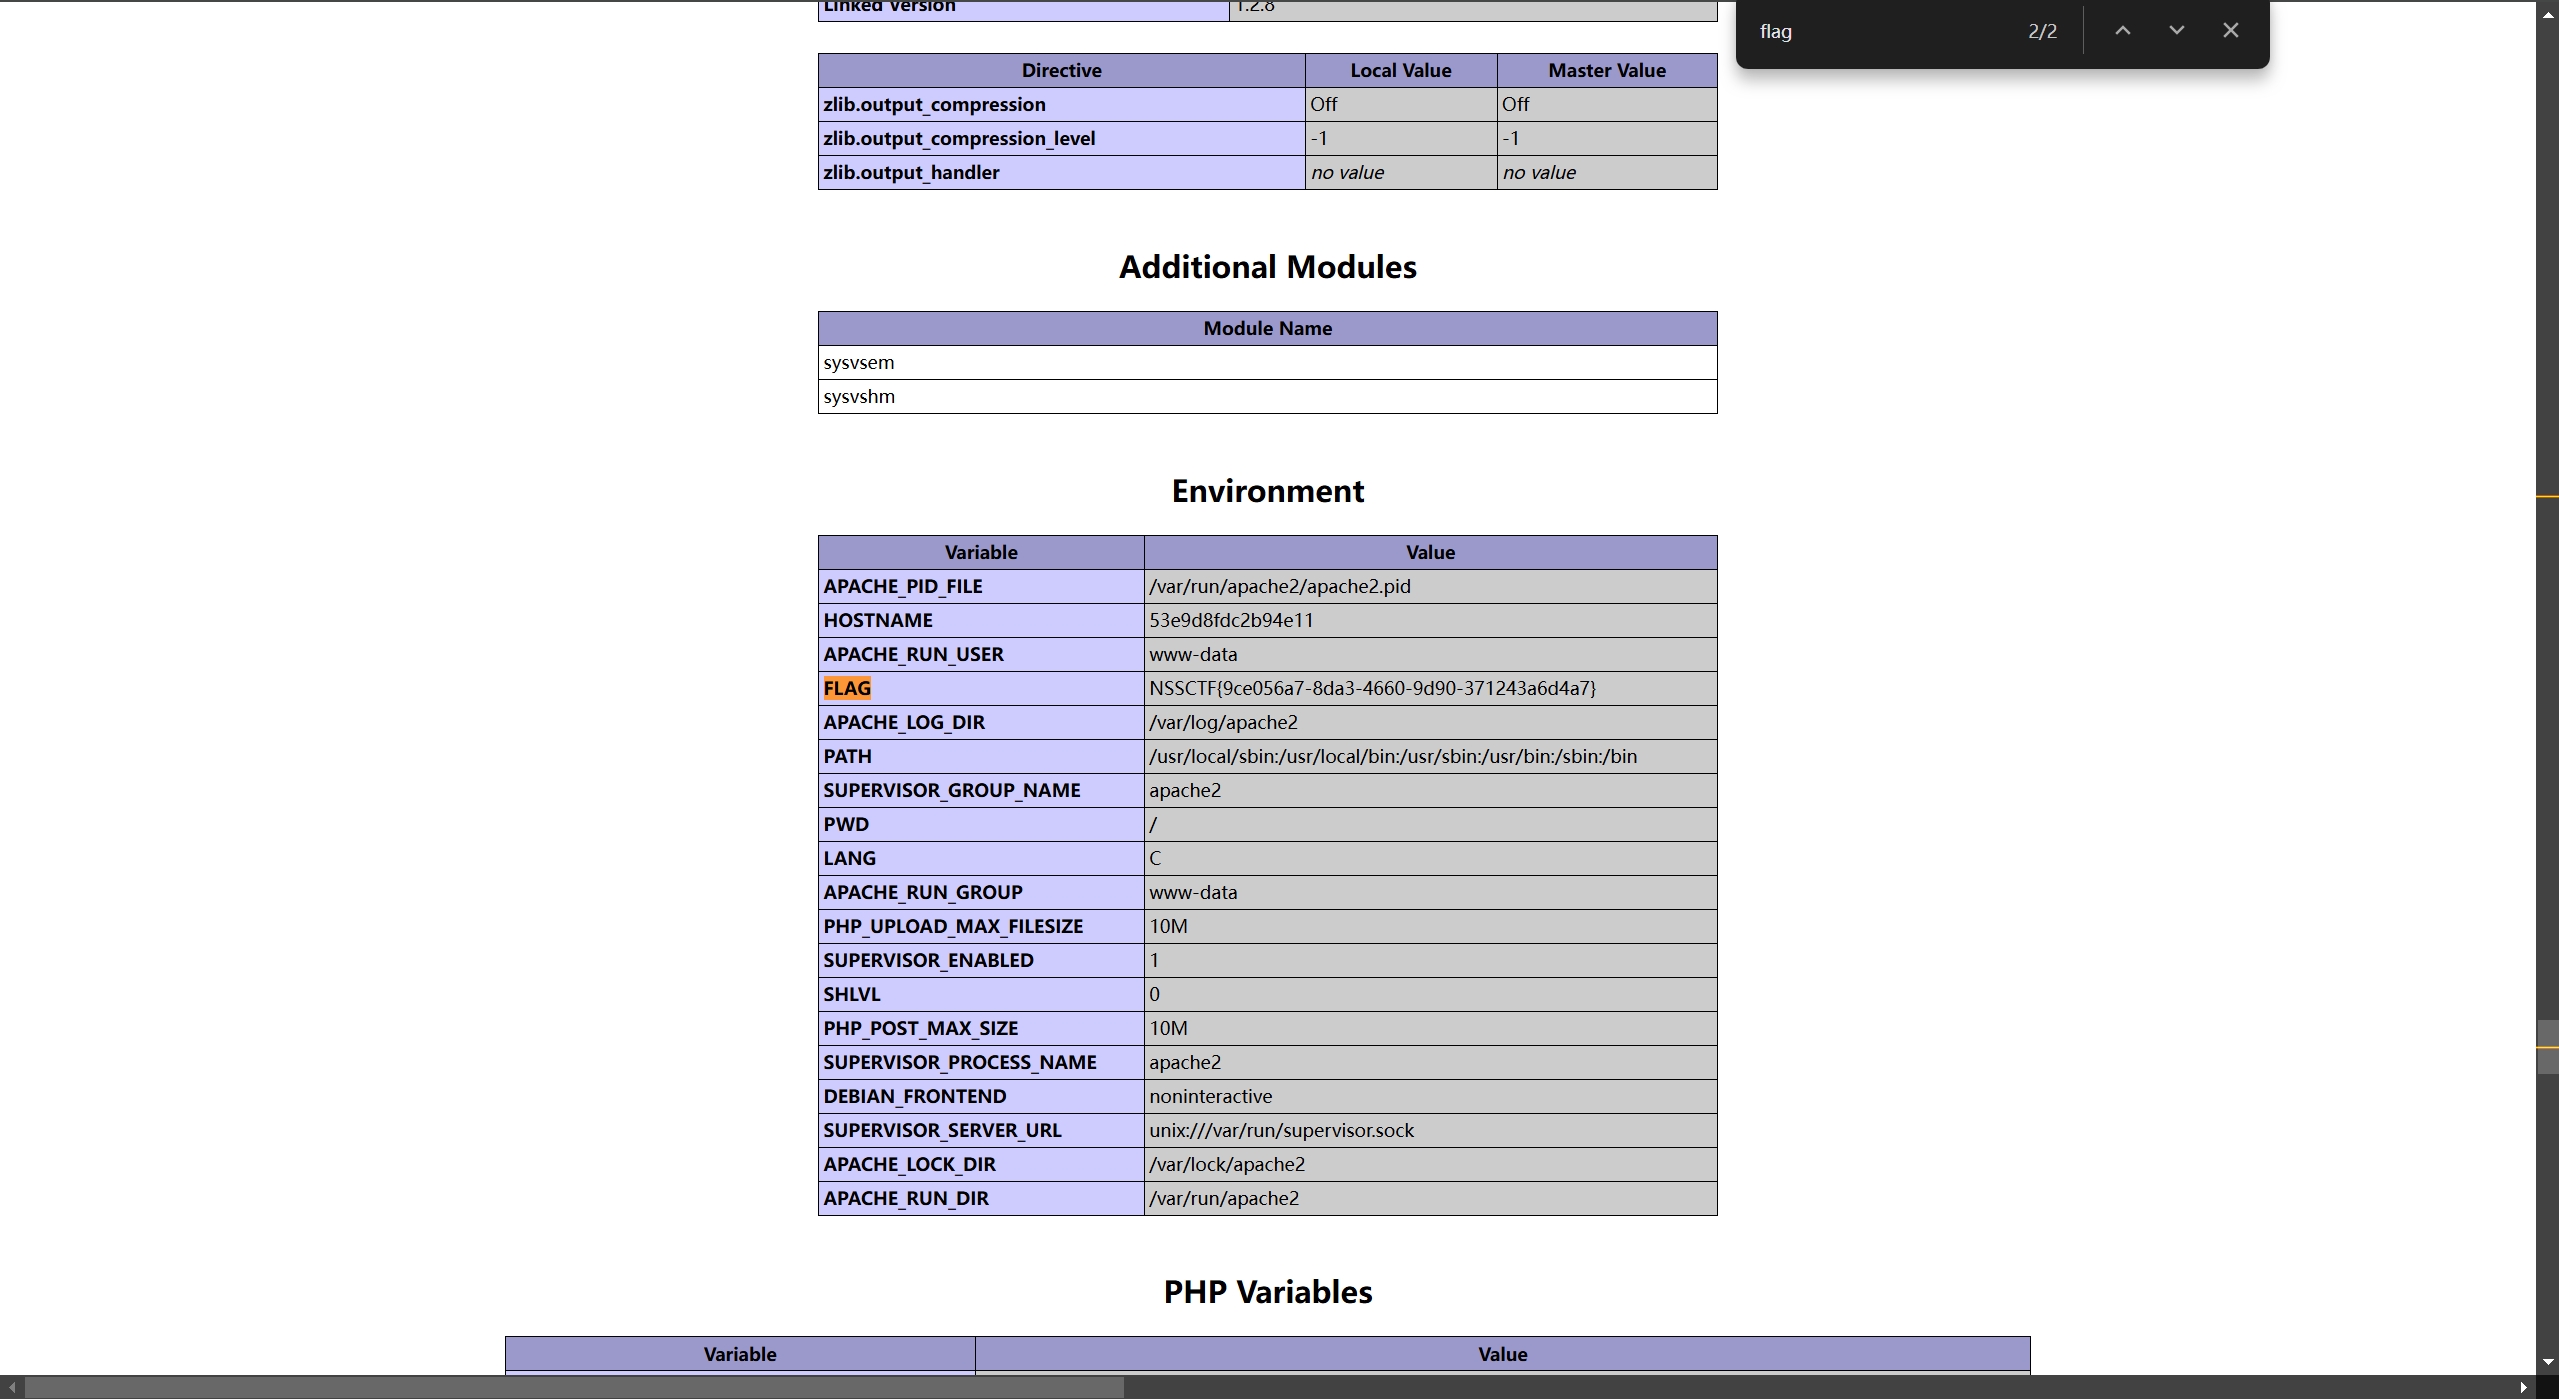 Linked Version 1.2.8
flag 2/2
Directive Local Value Master Value
zlib.output_compression Off Off
zlib.output_compression_level -1 -1
zlib.output_handler no value no value
Additional Modules
Module Name
sysvsem
sysvshm
Environment
Variable Value
APACHE_PID_FILE /var/run/apache2/apache2.pid
HOSTNAME 53e9d8fdc2b94e11
APACHE_RUN_USER www-data
FLAG NSSCTF{9ce056a7-8da3-4660-9d90-371243a6d4a7}
APACHE_LOG_DIR /var/log/apache2
PATH /usr/local/sbin:/usr/local/bin:/usr/sbin:/usr/bin:/sbin:/bin
SUPERVISOR_GROUP_NAME apache2
PWD /
LANG C
APACHE_RUN_GROUP www-data
PHP_UPLOAD_MAX_FILESIZE 10M
SUPERVISOR_ENABLED 1
SHLVL 0
PHP_POST_MAX_SIZE 10M
SUPERVISOR_PROCESS_NAME apache2
DEBIAN_FRONTEND noninteractive
SUPERVISOR_SERVER_URL unix:///var/run/supervisor.sock
APACHE_LOCK_DIR /var/lock/apache2
APACHE_RUN_DIR /var/run/apache2
PHP Variables
Variable Value